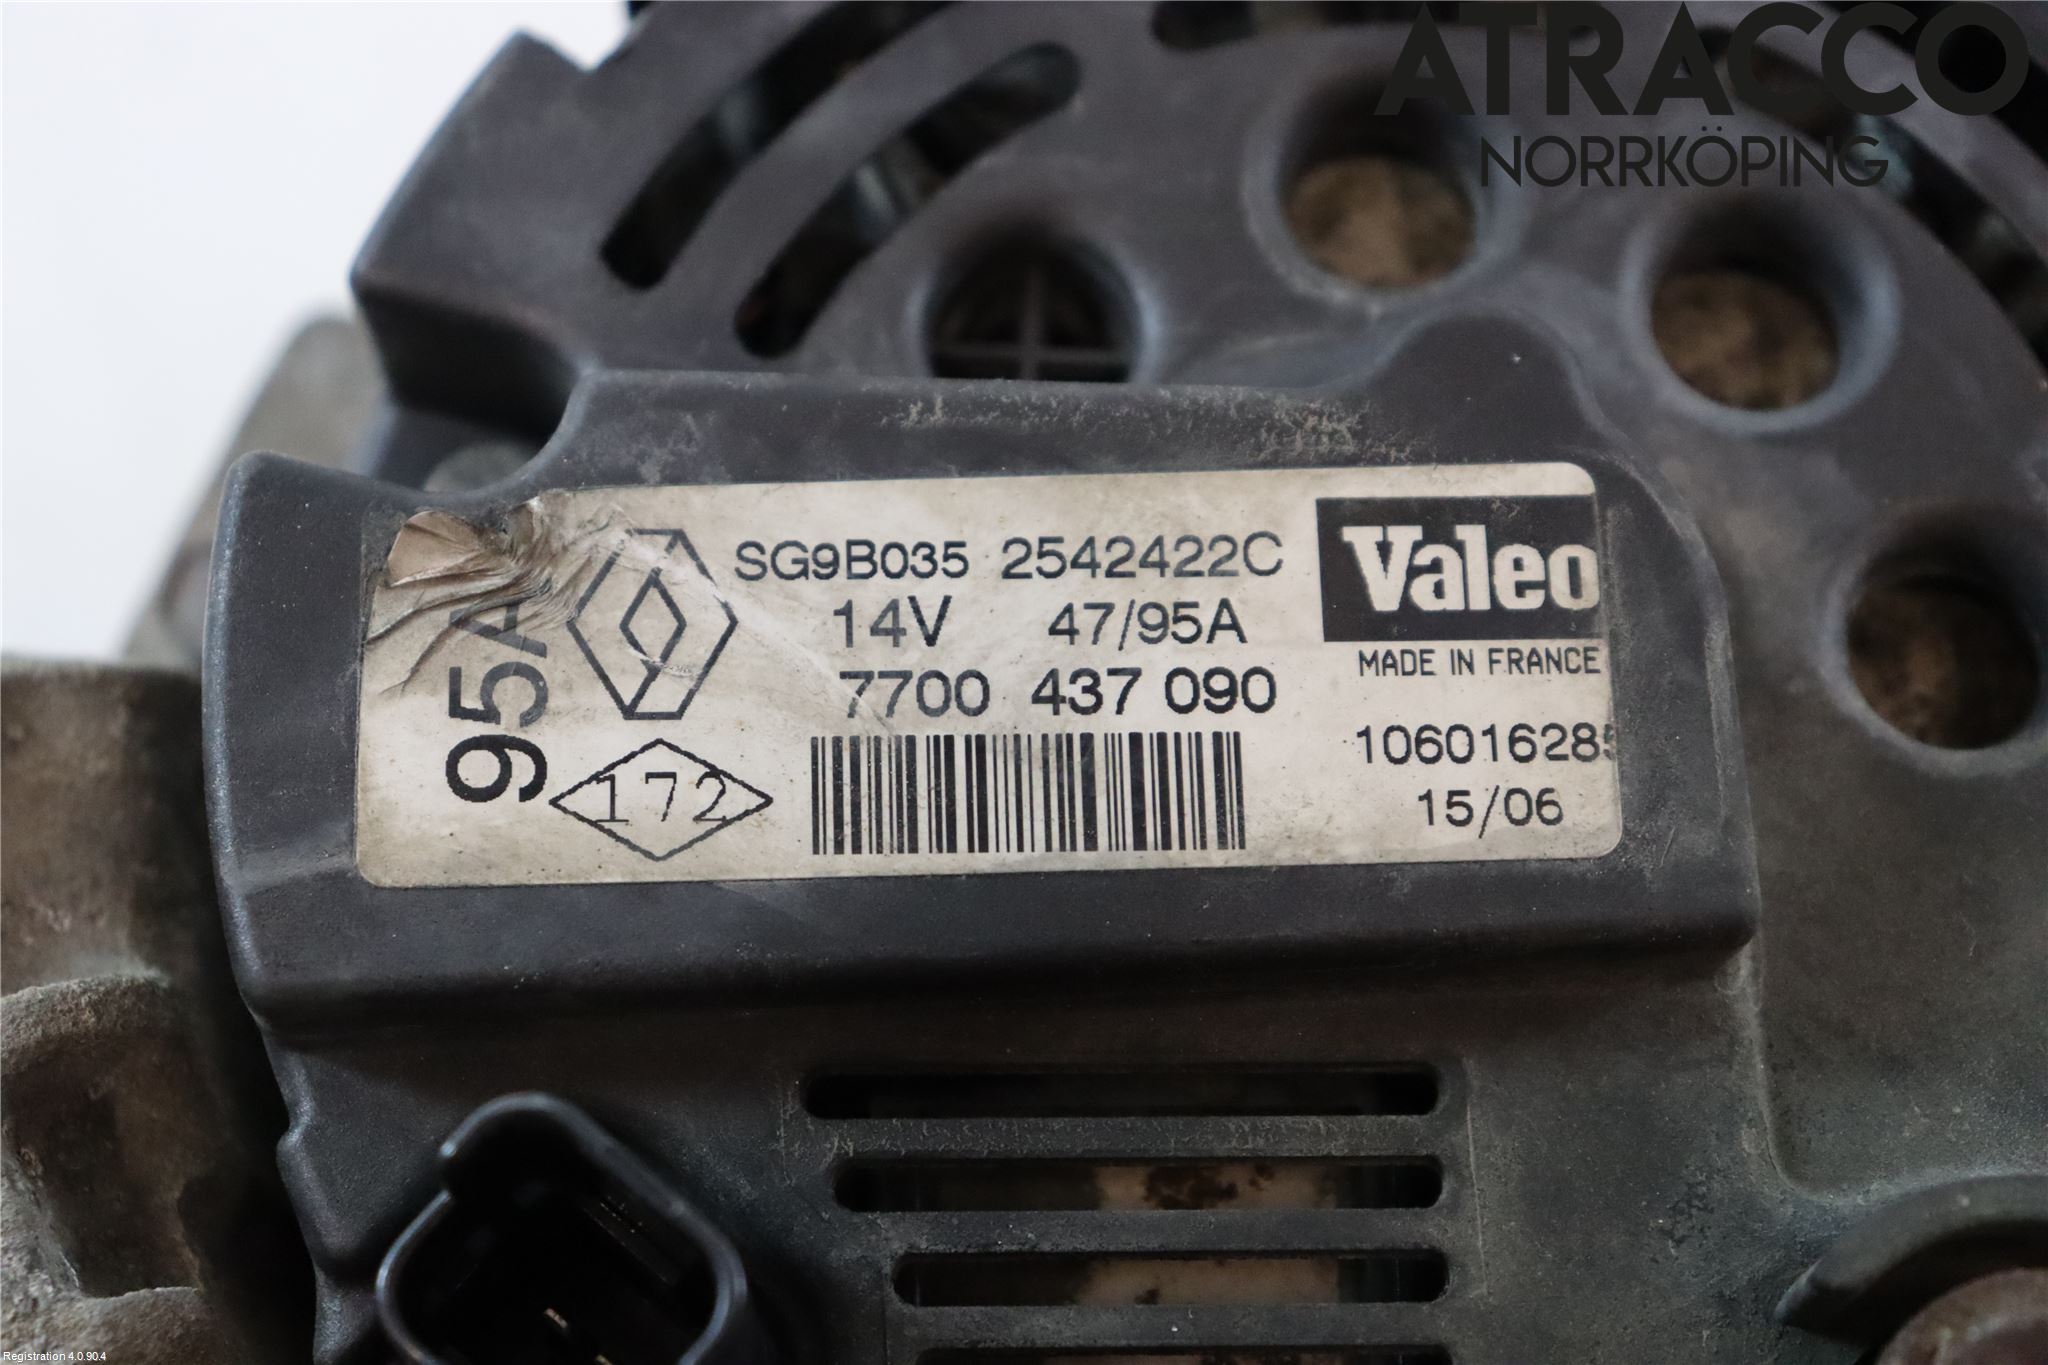 ATRACCO
NORRKÖPING
95A
SG9B035 2542422C
14V 47/95A
7700 437 090
172
Valeo
MADE IN FRANCE
106016285
15/06
Registration 4.0.90.4